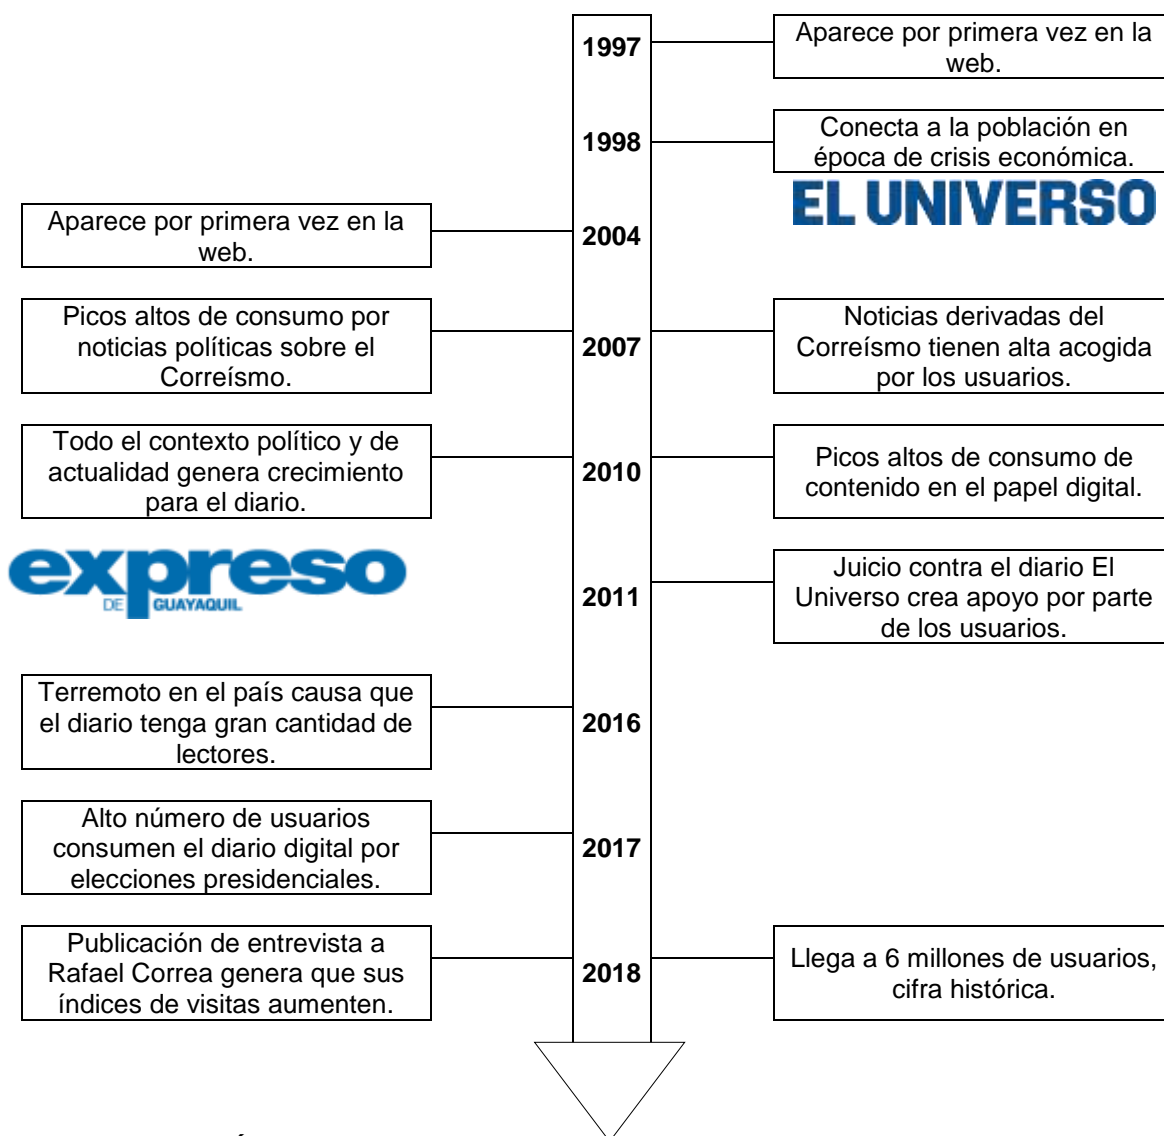 1997
Aparece por primera vez en la
web.
1998
Conecta a la población en
época de crisis económica.
EL UNIVERSO
Aparece por primera vez en la
web.
2004
Picos altos de consumo por
noticias políticas sobre el
Correísmo.
2007
Noticias derivadas del
Correísmo tienen alta acogida
por los usuarios.
Todo el contexto político y de
actualidad genera crecimiento
para el diario.
2010
Picos altos de consumo de
contenido en el papel digital.
expreso
DE GUAYAQUIL
2011
Juicio contra el diario El
Universo crea apoyo por parte
de los usuarios.
Terremoto en el país causa que
el diario tenga gran cantidad de
lectores.
2016
Alto número de usuarios
consumen el diario digital por
elecciones presidenciales.
2017
Publicación de entrevista a
Rafael Correa genera que sus
índices de visitas aumenten.
2018
Llega a 6 millones de usuarios,
cifra histórica.